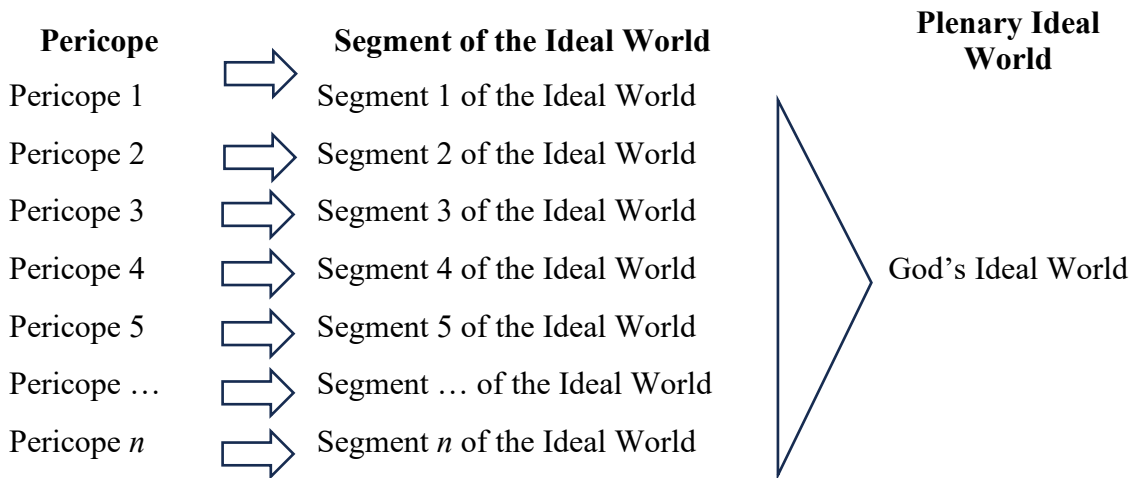 Pericope
Segment of the Ideal World
Plenary Ideal
World
Pericope 1
Segment 1 of the Ideal World
Pericope 2
Segment 2 of the Ideal World
Pericope 3
Segment 3 of the Ideal World
Pericope 4
Segment 4 of the Ideal World
God’s Ideal World
Pericope 5
Segment 5 of the Ideal World
Pericope …
Segment … of the Ideal World
Pericope n
Segment n of the Ideal World